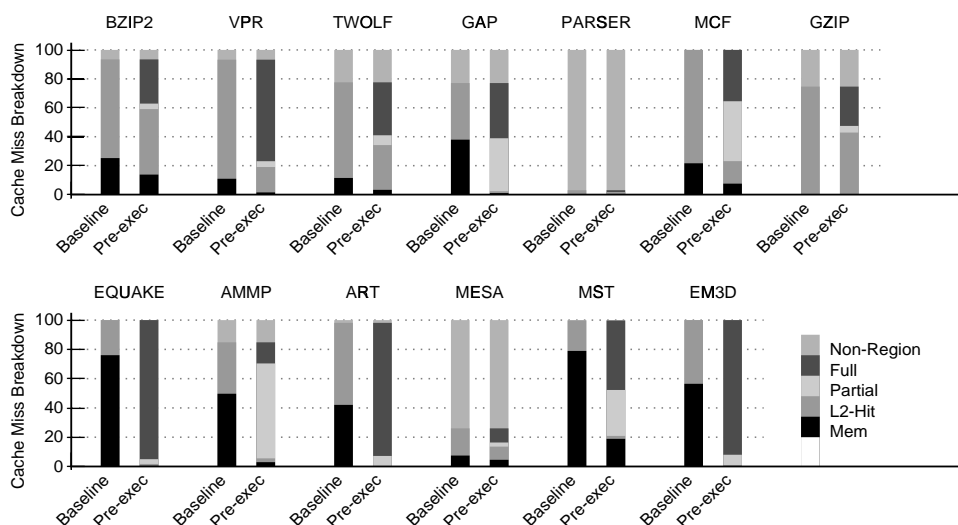 BZIP2 VPR TWOLF GAP PARSER MCF GZIP
Cache Miss Breakdown
100
80
60
40
20
0
Baseline Pre-exec Baseline Pre-exec Baseline Pre-exec Baseline Pre-exec Baseline Pre-exec Baseline Pre-exec Baseline Pre-exec
EQUAKE AMMP ART MESA MST EM3D
Cache Miss Breakdown
100
80
60
40
20
0
Baseline Pre-exec Baseline Pre-exec Baseline Pre-exec Baseline Pre-exec Baseline Pre-exec Baseline Pre-exec
Non-Region
Full
Partial
L2-Hit
Mem